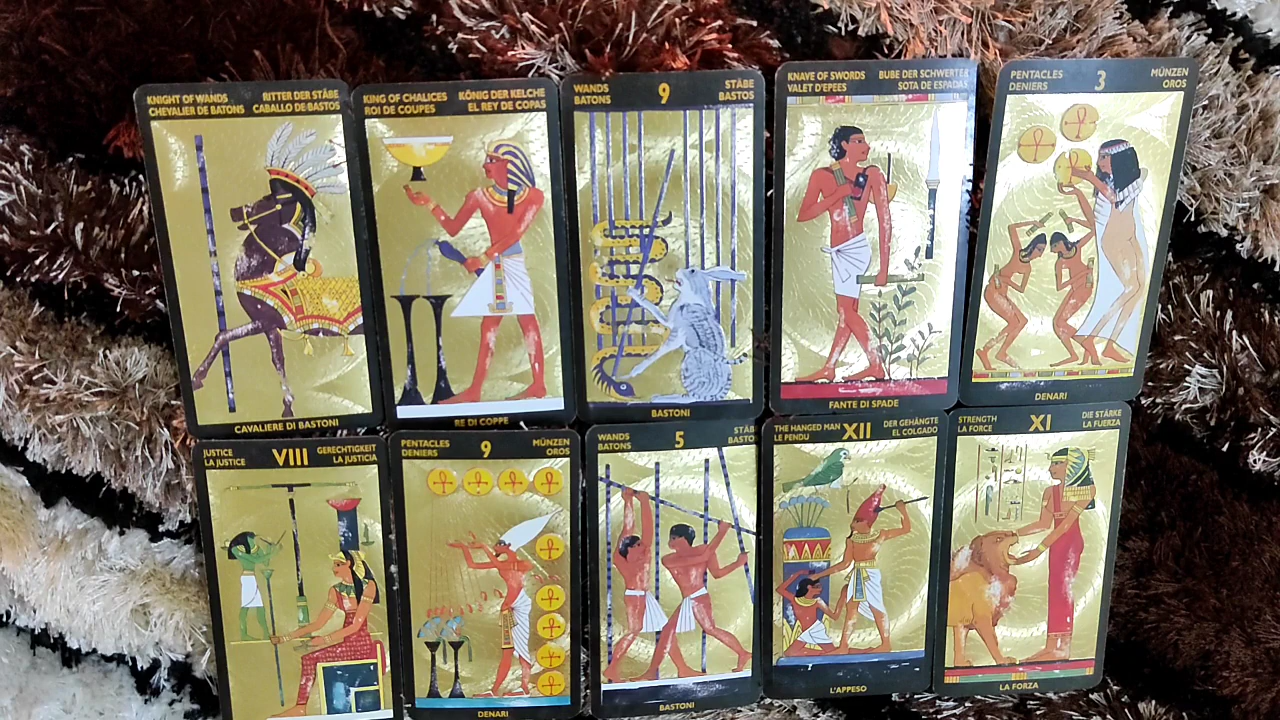 KNIGHT OF WANDS RITTER DER STÄBE
CHEVALIER DE BATONS CABALLO DE BASTOS
CAVALIERE DI BASTONI
KING OF CHALICES KÖNIG DER KELCHE
ROI DE COUPES EL REY DE COPAS
RE DI COPPE
WANDS 9 STÄBE
BATONS BASTOS
BASTONI
KNAVE OF SWORDS BUBE DER SCHWERTER
VALET D'EPEES SOTA DE ESPADAS
FANTE DI SPADE
PENTACLES 3 MÜNZEN
DENIERS OROS
DENARI
JUSTICE VIII GERECHTIGKEIT
LA JUSTICE LA JUSTICIA
PENTACLES 9 MÜNZEN
DENIERS OROS
DENARI
WANDS 5 STÄB
BATONS BASTO
BASTONI
THE HANGED MAN XII DER GEHÄNGTE
LE PENDU EL COLGADO
L'APPESO
STRENGTH XI DIE STÄRKE
LA FORCE LA FUERZA
LA FORZA